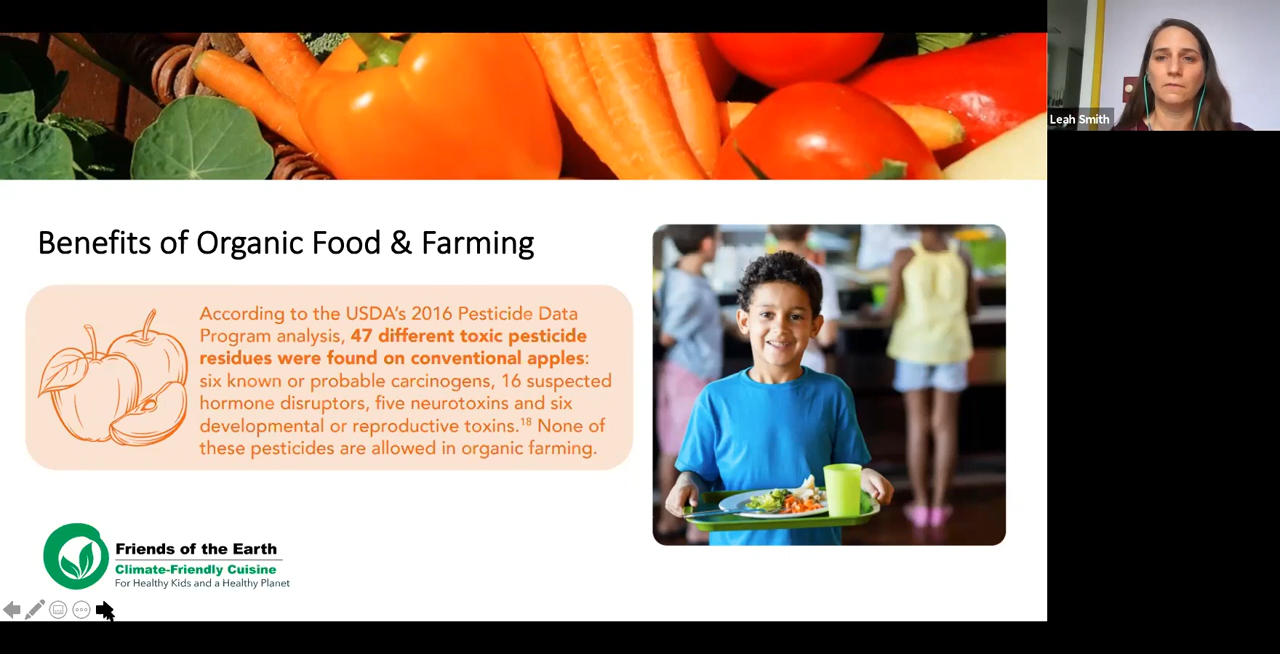 Leah Smith
Benefits of Organic Food & Farming
According to the USDA’s 2016 Pesticide Data
Program analysis, 47 different toxic pesticide
residues were found on conventional apples:
six known or probable carcinogens, 16 suspected
hormone disruptors, five neurotoxins and six
developmental or reproductive toxins.18 None of
these pesticides are allowed in organic farming.
Friends of the Earth
Climate-Friendly Cuisine
For Healthy Kids and a Healthy Planet